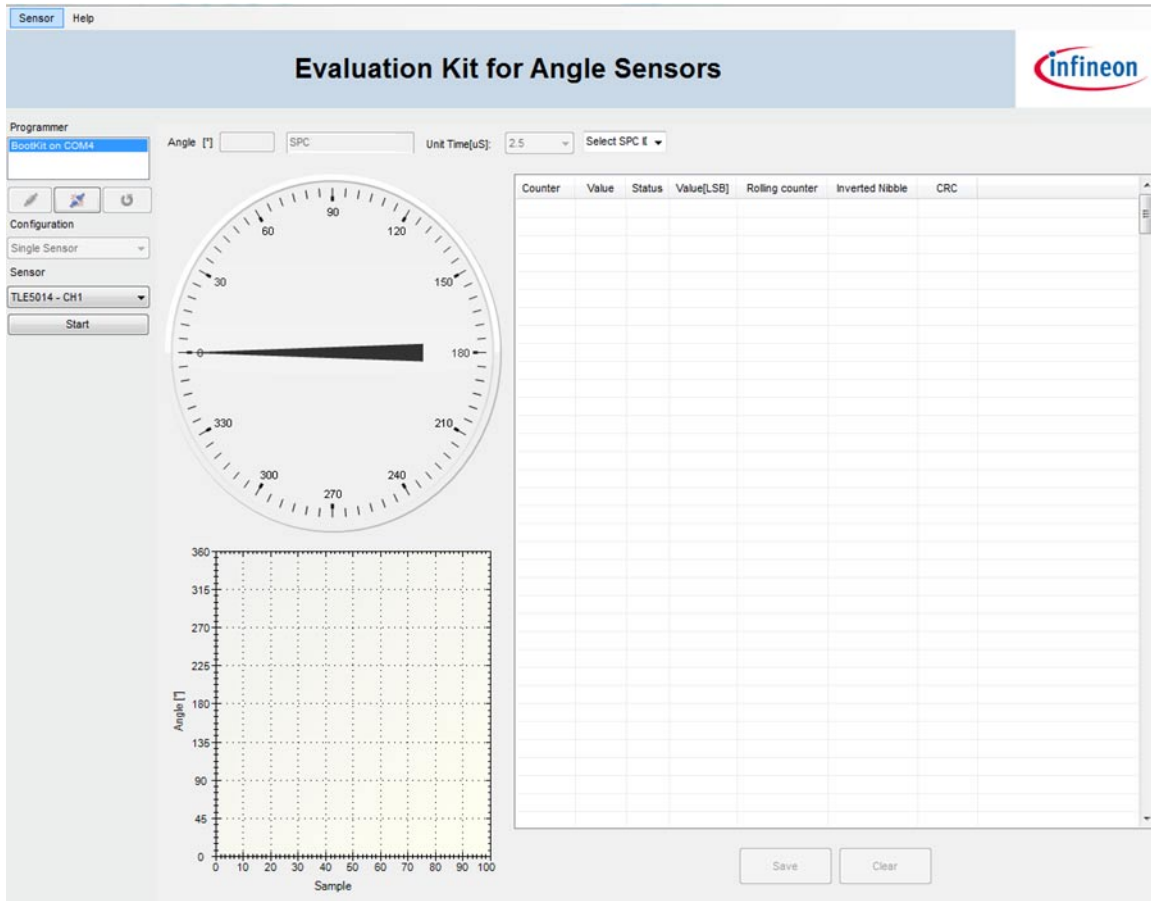 Sensor Help
Evaluation Kit for Angle Sensors
infineon
Programmer
BootKit on COM4
Configuration
Single Sensor
Sensor
TLE5014 - CH1
Start
Angle [°] SPC Unit Time[uS]: 2.5 Select SPC
90
60 120
30 150
0 180
330 210
300 240
270
Counter Value Status Value[LSB] Rolling counter Inverted Nibble CRC
360
315
270
225
180
135
90
45
0
Angle [°]
0 10 20 30 40 50 60 70 80 90 100
Sample
Save Clear